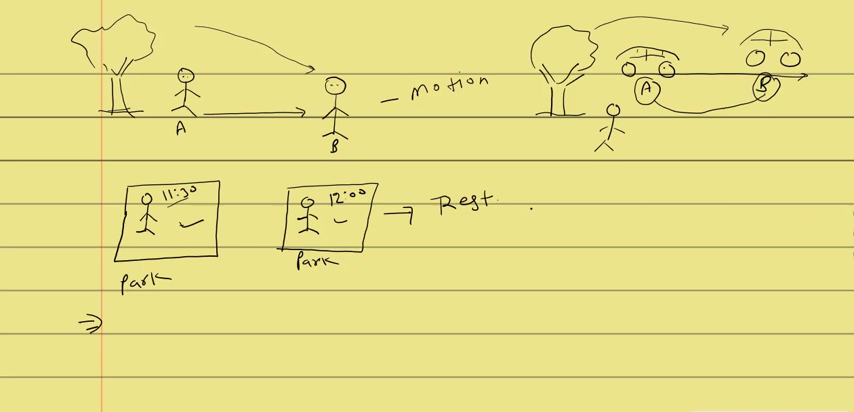 - Motion
A
B
A
B
11:30
12:00
→ Rest.
Park
Park
⇒